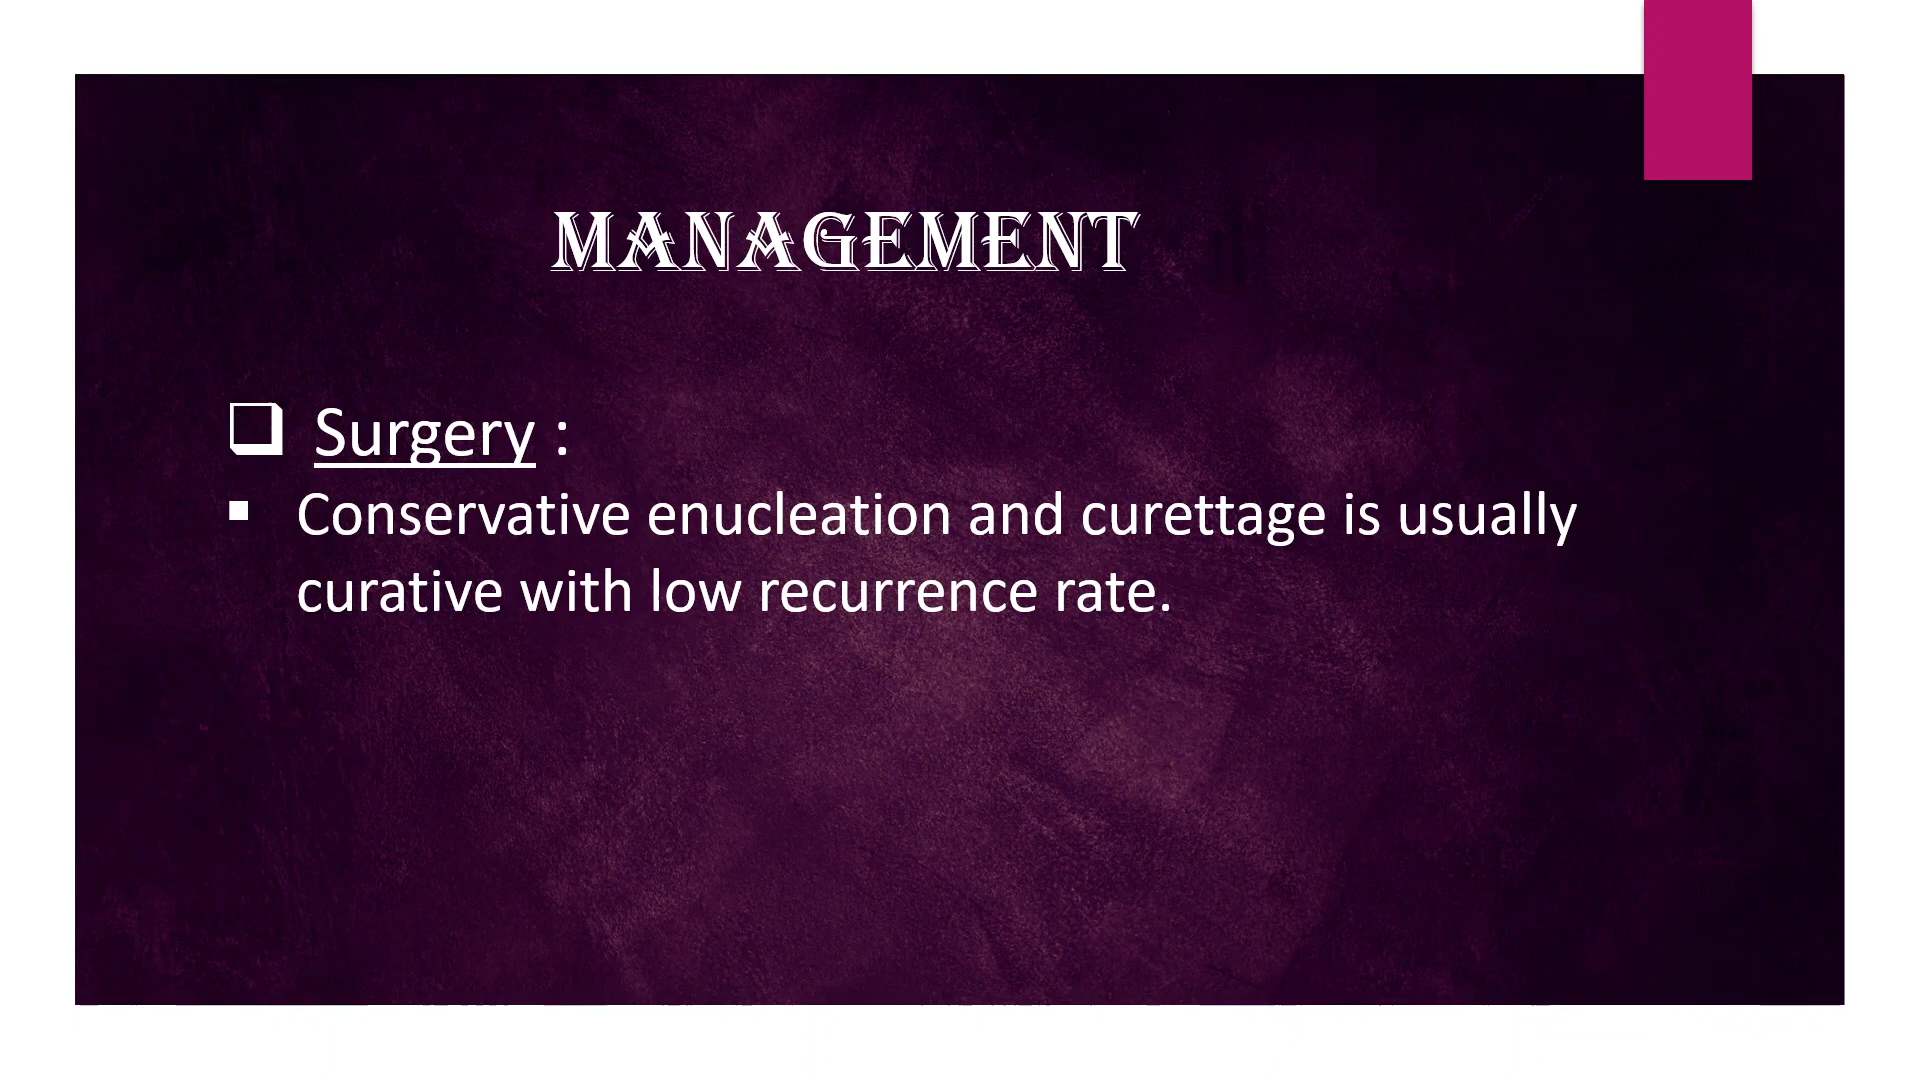 MANAGEMENT
❑ Surgery :
▪ Conservative enucleation and curettage is usually
curative with low recurrence rate.